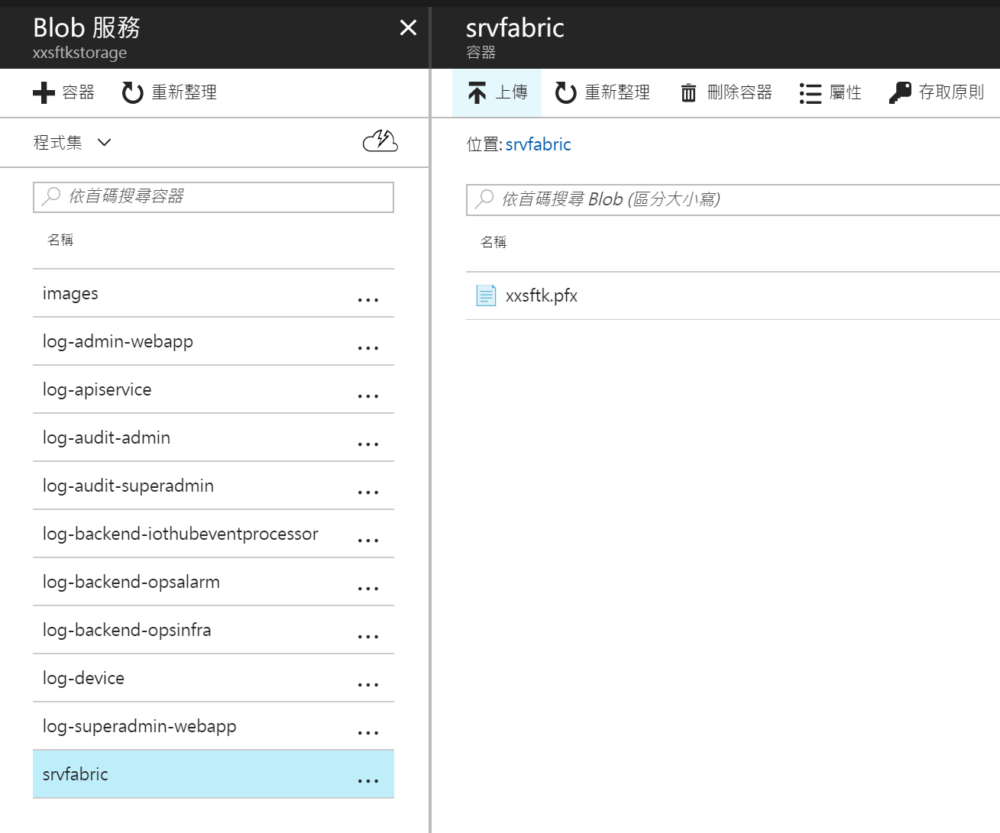 Blob 服務
xxsftkstorage
容器
重新整理
程式集
依首碼搜尋容器
名稱
images
...
log-admin-webapp
...
log-apiservice
...
log-audit-admin
...
log-audit-superadmin
...
log-backend-iothubeventprocessor
...
log-backend-opsalarm
...
log-backend-opsinfra
...
log-device
...
log-superadmin-webapp
...
srvfabric
...
srvfabric
容器
上傳
重新整理
刪除容器
屬性
存取原則
位置: srvfabric
依首碼搜尋 Blob (區分大小寫)
名稱
xxsftk.pfx